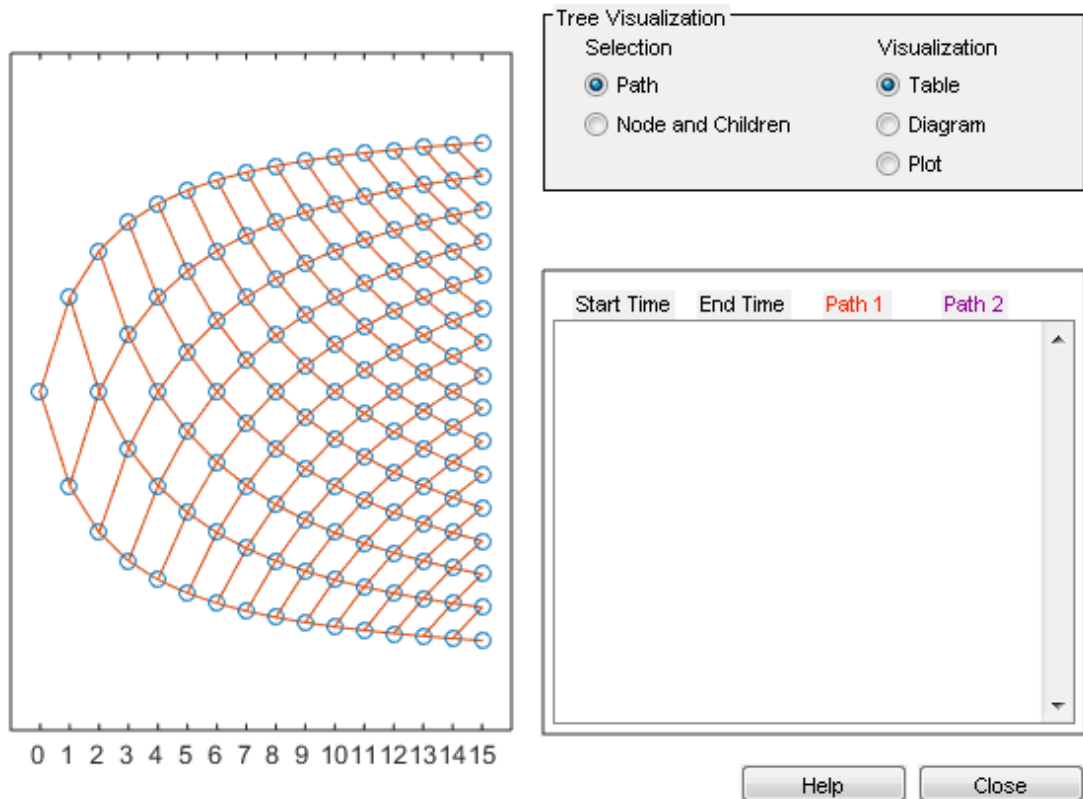 Tree Visualization
Selection Visualization
Path Table
Node and Children Diagram
Plot
Start Time End Time Path 1 Path 2
0 1 2 3 4 5 6 7 8 9 10 11 12 13 14 15
Help Close